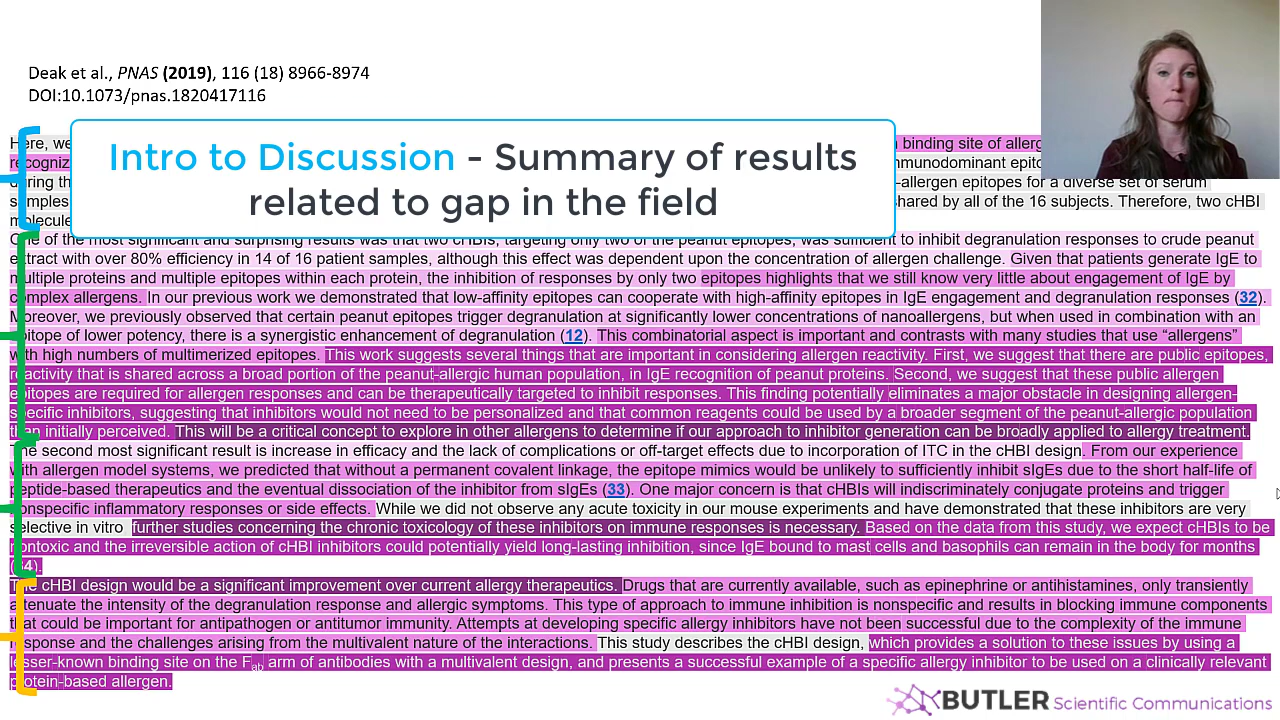 Deak et al., PNAS (2019), 116 (18) 8966-8974
DOI:10.1073/pnas.1820417116
Intro to Discussion - Summary of results
related to gap in the field
Here, we binding site of allerg
recogniz mmunodominant epito
during th -allergen epitopes for a diverse set of serum
samples shared by all of the 16 subjects. Therefore, two cHBI
molecule
One of the most significant and surprising results was that two cHBIs, targeting only two of the peanut epitopes, was sufficient to inhibit degranulation responses to crude peanut
extract with over 80% efficiency in 14 of 16 patient samples, although this effect was dependent upon the concentration of allergen challenge. Given that patients generate IgE to
multiple proteins and multiple epitopes within each protein, the inhibition of responses by only two epitopes highlights that we still know very little about engagement of IgE by
complex allergens. In our previous work we demonstrated that low-affinity epitopes can cooperate with high-affinity epitopes in IgE engagement and degranulation responses (32).
Moreover, we previously observed that certain peanut epitopes trigger degranulation at significantly lower concentrations of nanoallergens, but when used in combination with an
epitope of lower potency, there is a synergistic enhancement of degranulation (12). This combinatorial aspect is important and contrasts with many studies that use “allergens”
with high numbers of multimerized epitopes. This work suggests several things that are important in considering allergen reactivity. First, we suggest that there are public epitopes,
reactivity that is shared across a broad portion of the peanut-allergic human population, in IgE recognition of peanut proteins. Second, we suggest that these public allergen
epitopes are required for allergen responses and can be therapeutically targeted to inhibit responses. This finding potentially eliminates a major obstacle in designing allergen-
specific inhibitors, suggesting that inhibitors would not need to be personalized and that common reagents could be used by a broader segment of the peanut-allergic population
than initially perceived. This will be a critical concept to explore in other allergens to determine if our approach to inhibitor generation can be broadly applied to allergy treatment.
The second most significant result is increase in efficacy and the lack of complications or off-target effects due to incorporation of ITC in the cHBI design. From our experience
with allergen model systems, we predicted that without a permanent covalent linkage, the epitope mimics would be unlikely to sufficiently inhibit sIgEs due to the short half-life of
peptide-based therapeutics and the eventual dissociation of the inhibitor from sIgEs (33). One major concern is that cHBIs will indiscriminately conjugate proteins and trigger
nonspecific inflammatory responses or side effects. While we did not observe any acute toxicity in our mouse experiments and have demonstrated that these inhibitors are very
selective in vitro further studies concerning the chronic toxicology of these inhibitors on immune responses is necessary. Based on the data from this study, we expect cHBIs to be
nontoxic and the irreversible action of cHBI inhibitors could potentially yield long-lasting inhibition, since IgE bound to mast cells and basophils can remain in the body for months
(34).
The cHBI design would be a significant improvement over current allergy therapeutics. Drugs that are currently available, such as epinephrine or antihistamines, only transiently
attenuate the intensity of the degranulation response and allergic symptoms. This type of approach to immune inhibition is nonspecific and results in blocking immune components
that could be important for antipathogen or antitumor immunity. Attempts at developing specific allergy inhibitors have not been successful due to the complexity of the immune
response and the challenges arising from the multivalent nature of the interactions. This study describes the cHBI design, which provides a solution to these issues by using a
lesser-known binding site on the Fab arm of antibodies with a multivalent design, and presents a successful example of a specific allergy inhibitor to be used on a clinically relevant
protein-based allergen.
BUTLER Scientific Communications